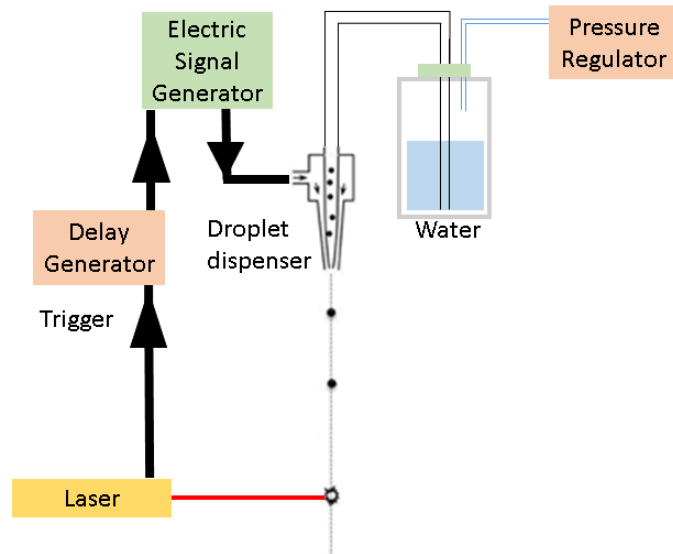 Electric
Signal
Generator
Pressure
Regulator
Delay
Generator
Droplet
dispenser
Water
Trigger
Laser